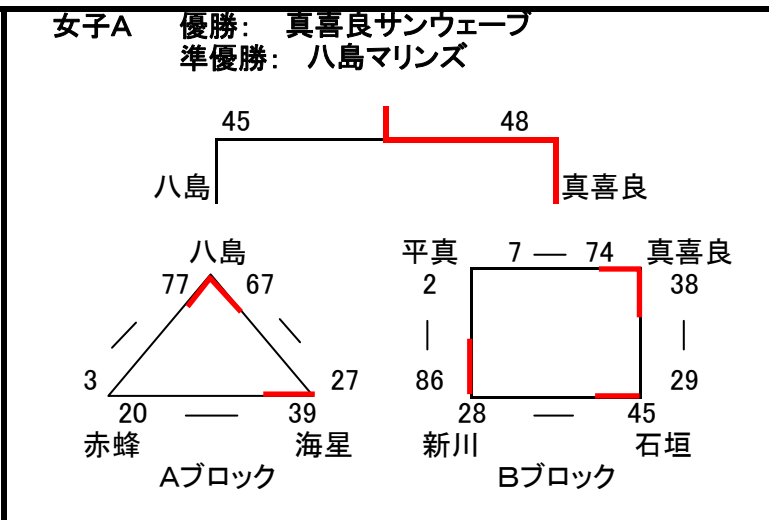 女子A 優勝： 真喜良サンウェーブ
準優勝： 八島マリンズ
45 48
八島 真喜良
八島 平真 7 — 74 真喜良
77 67 2 38
3 27 86 29
20 — 39 28 — 45
赤蜂 海星 新川 石垣
Aブロック Bブロック